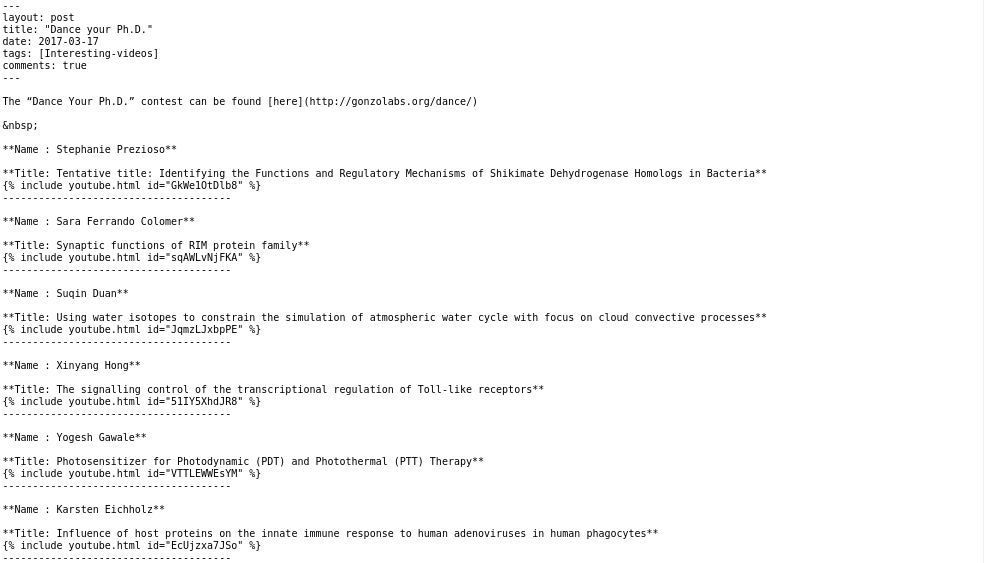 ---
layout: post
title: "Dance your Ph.D."
date: 2017-03-17
tags: [Interesting-videos]
comments: true
---
The “Dance Your Ph.D.” contest can be found [here](http://gonzolabs.org/dance/)
&nbsp;
**Name : Stephanie Prezioso**
**Title: Tentative title: Identifying the Functions and Regulatory Mechanisms of Shikimate Dehydrogenase Homologs in Bacteria**
{% include youtube.html id="GkWe1OtDlb8" %}
--------------------------------------
**Name : Sara Ferrando Colomer**
**Title: Synaptic functions of RIM protein family**
{% include youtube.html id="sqAWLvNjFKA" %}
--------------------------------------
**Name : Suqin Duan**
**Title: Using water isotopes to constrain the simulation of atmospheric water cycle with focus on cloud convective processes**
{% include youtube.html id="JqmzLJxbpPE" %}
--------------------------------------
**Name : Xinyang Hong**
**Title: The signalling control of the transcriptional regulation of Toll-like receptors**
{% include youtube.html id="51IY5XhdJR8" %}
--------------------------------------
**Name : Yogesh Gawale**
**Title: Photosensitizer for Photodynamic (PDT) and Photothermal (PTT) Therapy**
{% include youtube.html id="VTTLEWWEsYM" %}
--------------------------------------
**Name : Karsten Eichholz**
**Title: Influence of host proteins on the innate immune response to human adenoviruses in human phagocytes**
{% include youtube.html id="EcUjzxa7JSo" %}
--------------------------------------